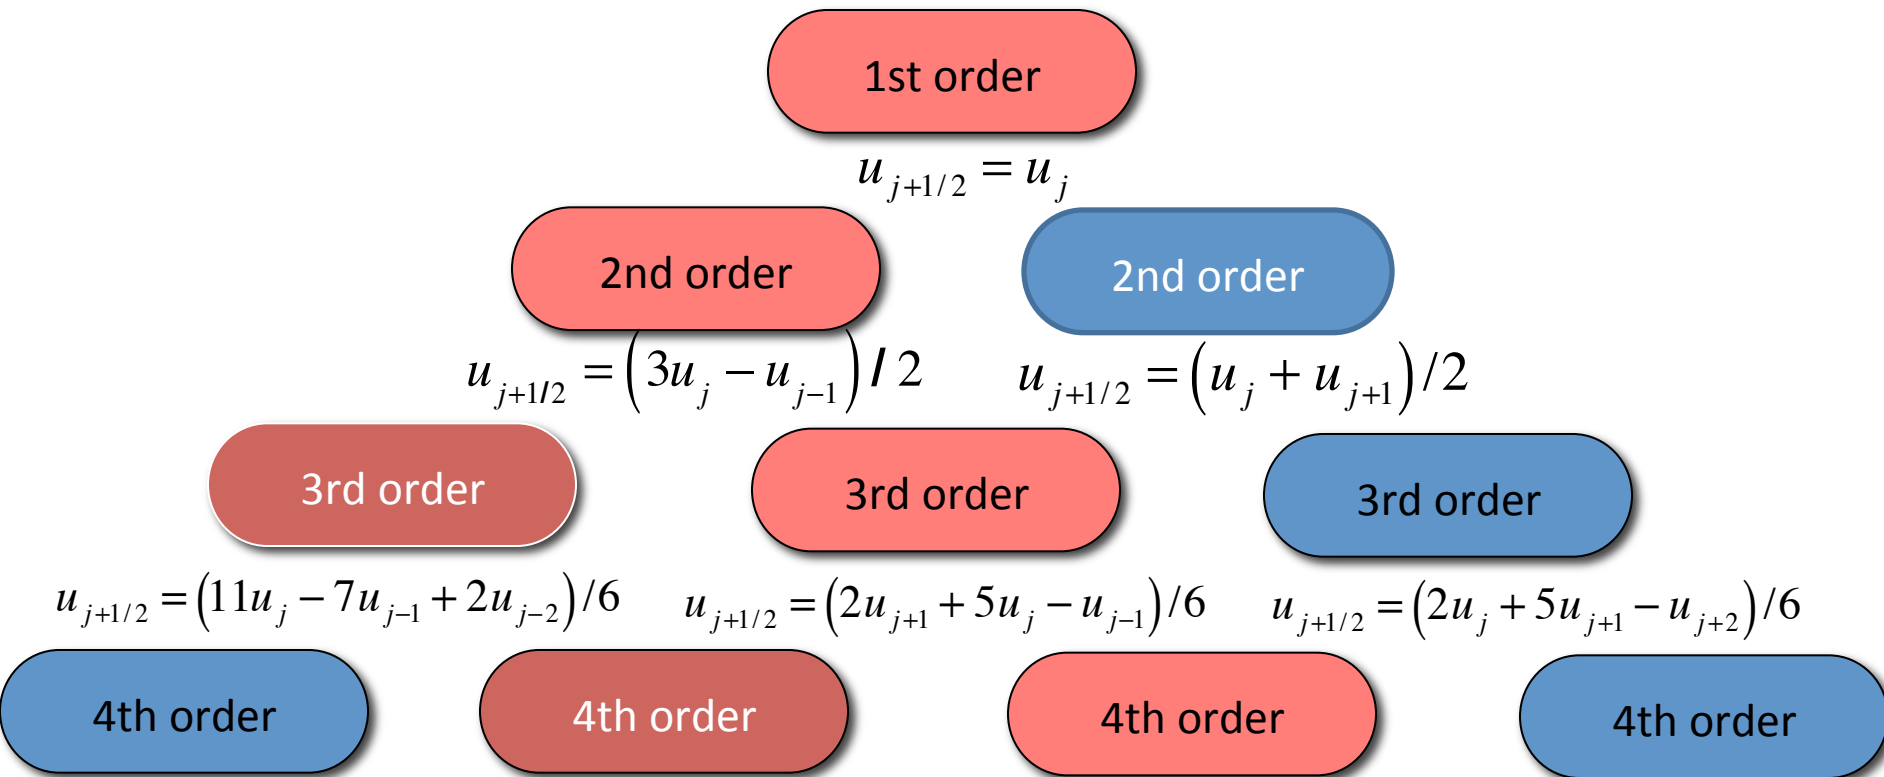 1st order
u_{j+1/2} = u_j
2nd order 2nd order
u_{j+1/2} = (3u_j − u_{j−1})/2 u_{j+1/2} = (u_j + u_{j+1})/2
3rd order 3rd order 3rd order
u_{j+1/2} = (11u_j − 7u_{j−1} + 2u_{j−2})/6 u_{j+1/2} = (2u_{j+1} + 5u_j − u_{j−1})/6 u_{j+1/2} = (2u_j + 5u_{j+1} − u_{j+2})/6
4th order 4th order 4th order 4th order